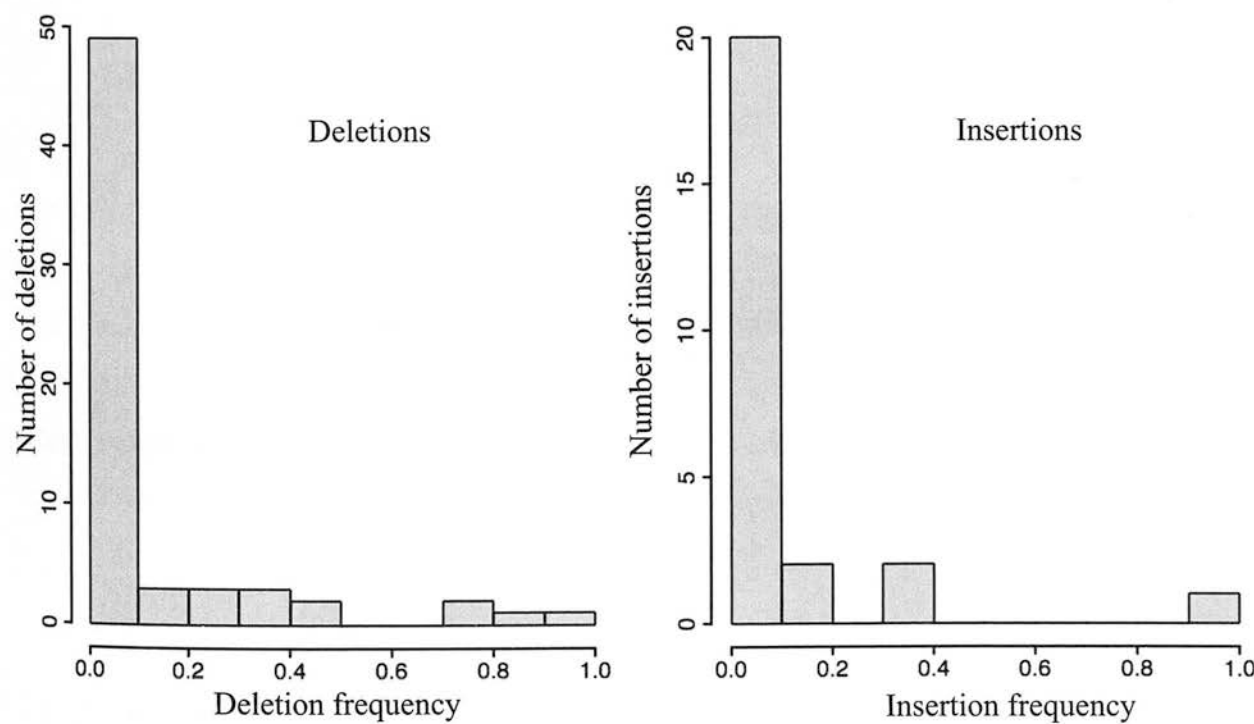 Deletions
Number of deletions
50
40
30
20
10
0
0.0 0.2 0.4 0.6 0.8 1.0
Deletion frequency
Insertions
Number of insertions
20
15
10
5
0
0.0 0.2 0.4 0.6 0.8 1.0
Insertion frequency